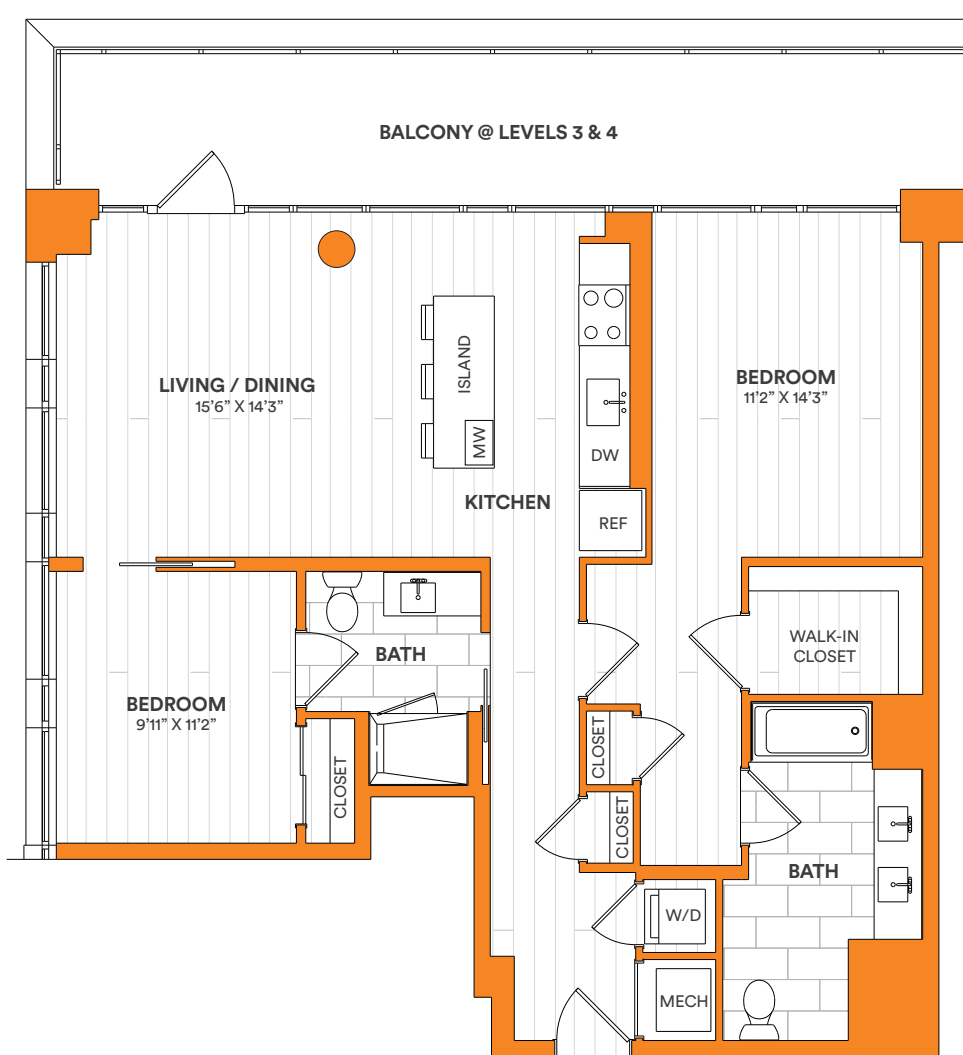 BALCONY @ LEVELS 3 & 4
LIVING / DINING
15’6” X 14’3”
ISLAND
MW
KITCHEN
DW
REF
BEDROOM
11’2” X 14’3”
WALK-IN
CLOSET
BATH
BEDROOM
9’11” X 11’2”
CLOSET
CLOSET
CLOSET
BATH
W/D
MECH